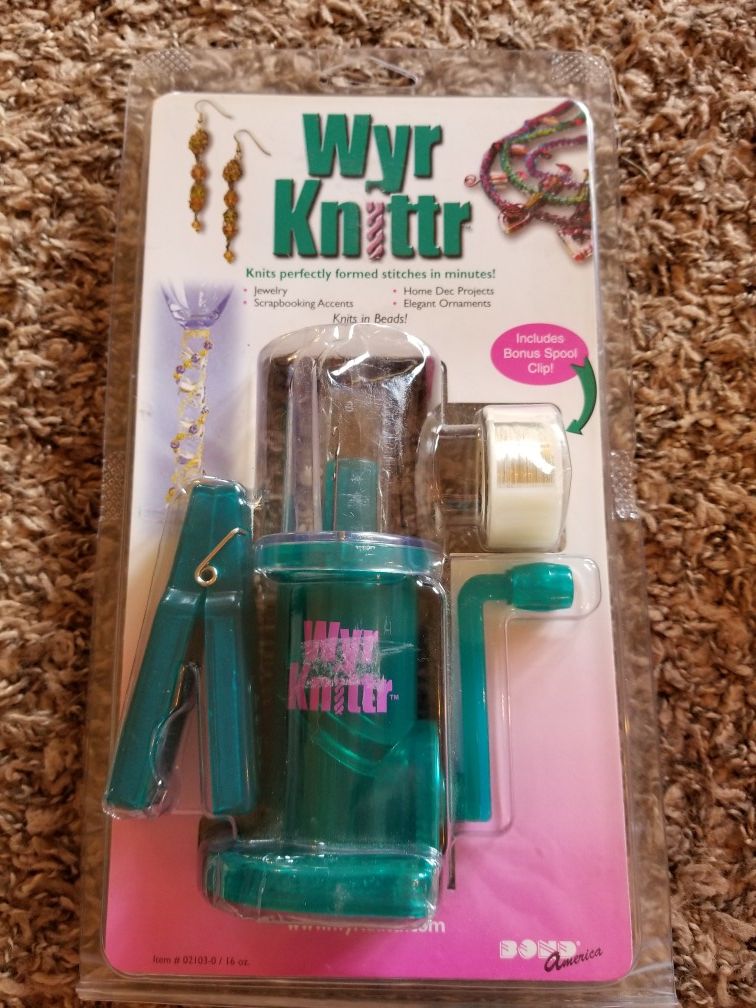 Wyr
Knittr
Knits perfectly formed stitches in minutes!
• Jewelry
• Scrapbooking Accents
• Home Dec Projects
• Elegant Ornaments
Knits in Beads!
Includes
Bonus Spool
Clip!
Wyr
Knittr™
Item # 02103-0 / 16 oz.
BOND®
America